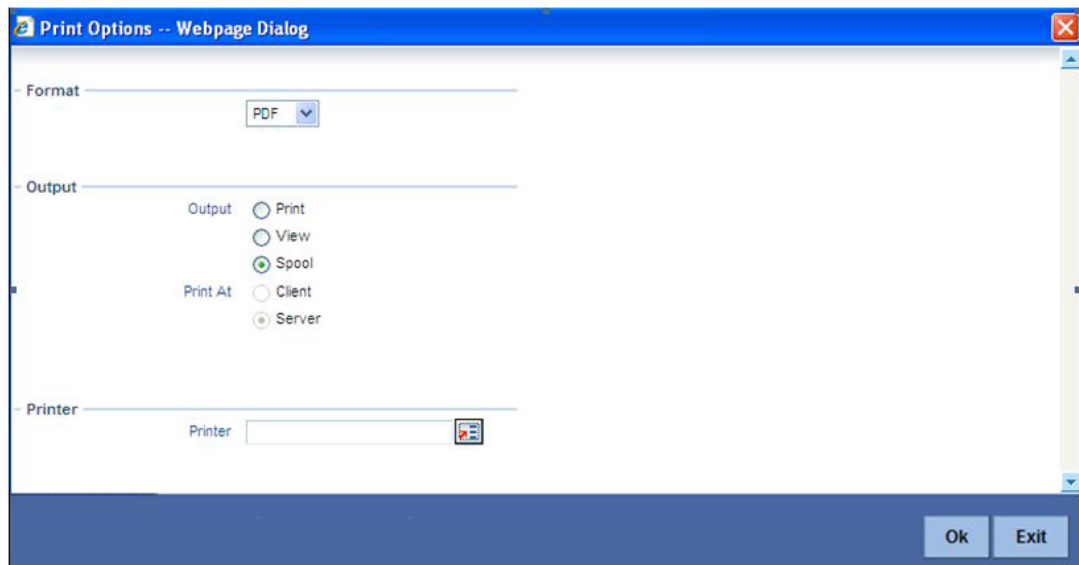 Print Options -- Webpage Dialog
Format
PDF
Output
Output Print
View
Spool
Print At Client
Server
Printer
Printer
Ok Exit